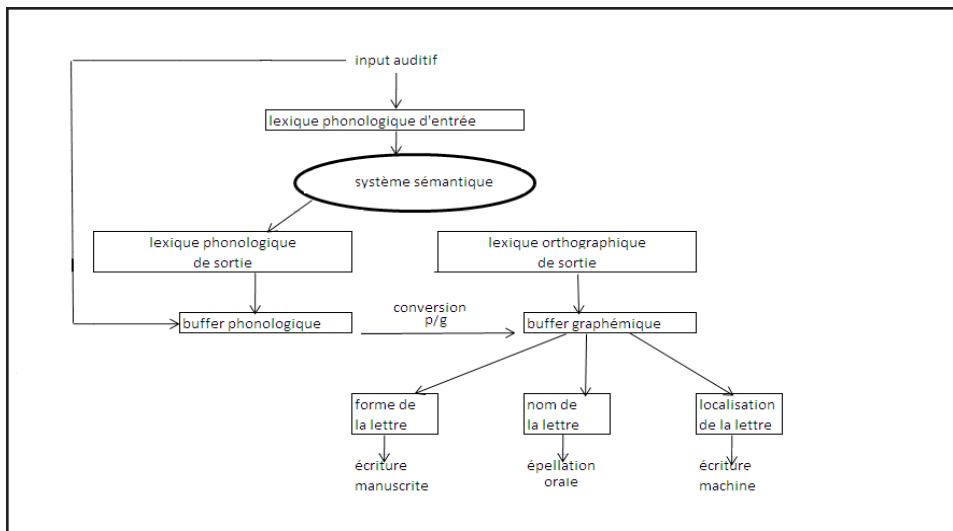 input auditif
lexique phonologique d'entrée
système sémantique
lexique phonologique
de sortie
lexique orthographique
de sortie
buffer phonologique
conversion
p/g
buffer graphémique
forme de
la lettre
nom de
la lettre
localisation
de la lettre
écriture
manuscrite
épellation
orale
écriture
machine